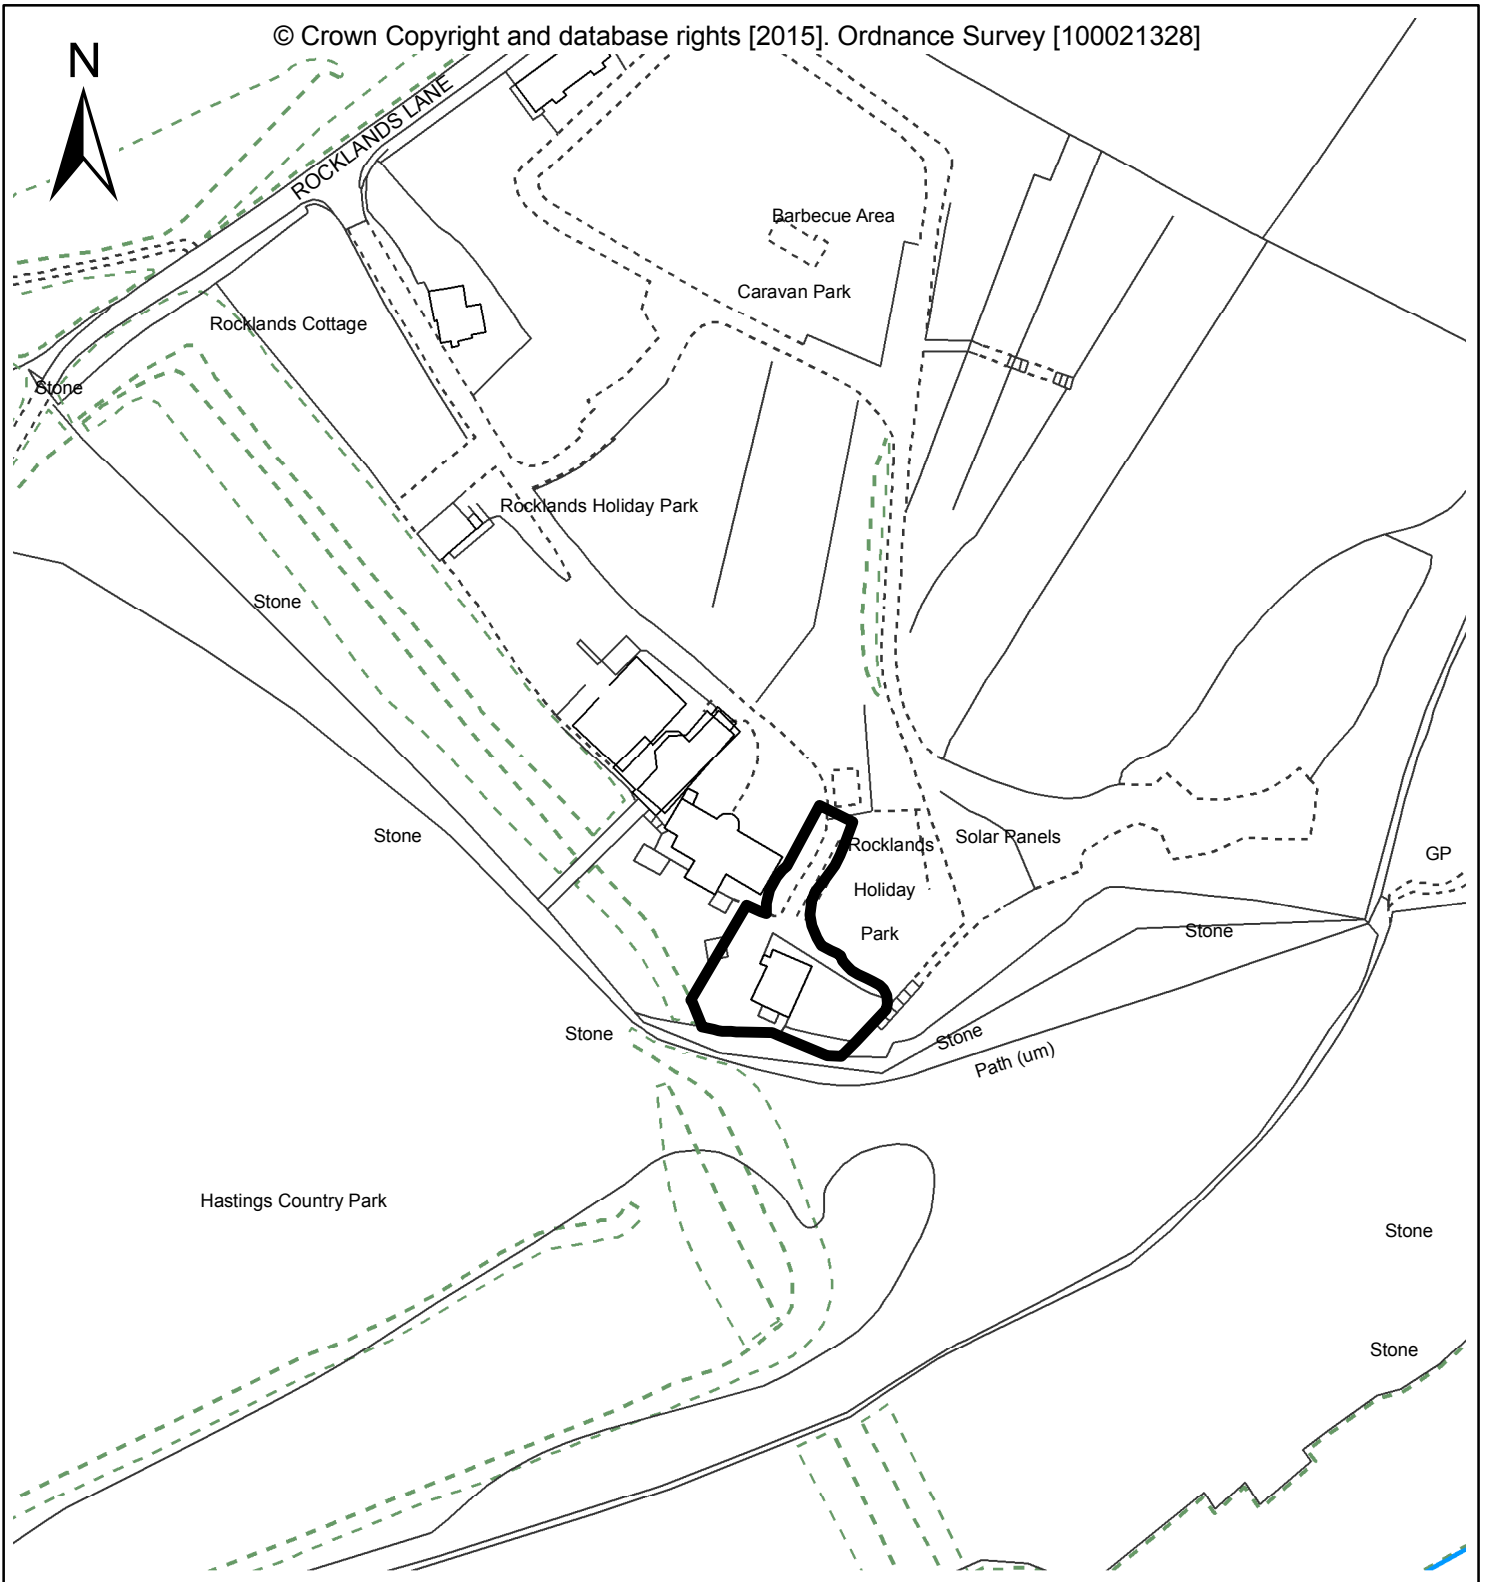 © Crown Copyright and database rights [2015]. Ordnance Survey [100021328]
N
ROCKLANDS LANE
Barbecue Area
Caravan Park
Rocklands Cottage
Stone
Rocklands Holiday Park
Stone
Stone
Rocklands
Holiday
Park
Solar Panels
GP
Stone
Stone
Stone
Path (um)
Hastings Country Park
Stone
Stone